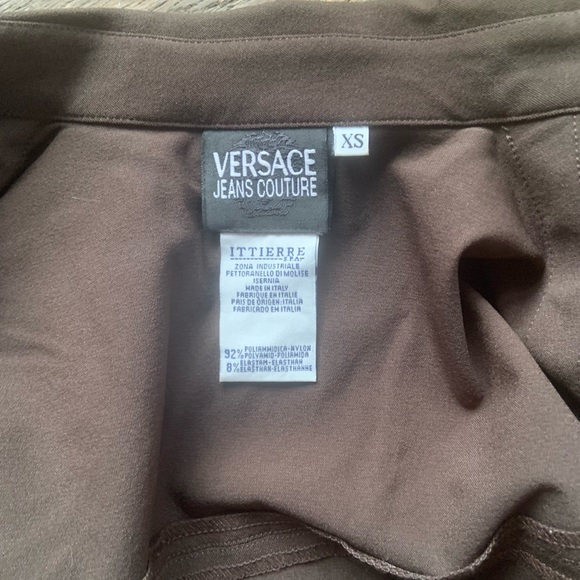 VERSACE
JEANS COUTURE
XS
ITTIERRE
S.P.A.
ZONA INDUSTRIALE
PETTORANELLO DI MOLISE
ISERNIA
MADE IN ITALY
FABRIQUE EN ITALIE
PAIS DE ORIGEN: ITALIA
FABRICADO EM ITALIA
92% POLIAMMIDICA-NYLON
POLYAMID-POLIAMIDA
8% ELASTAM-ELASTHAN
ELASTHAN-ELASTHANNE